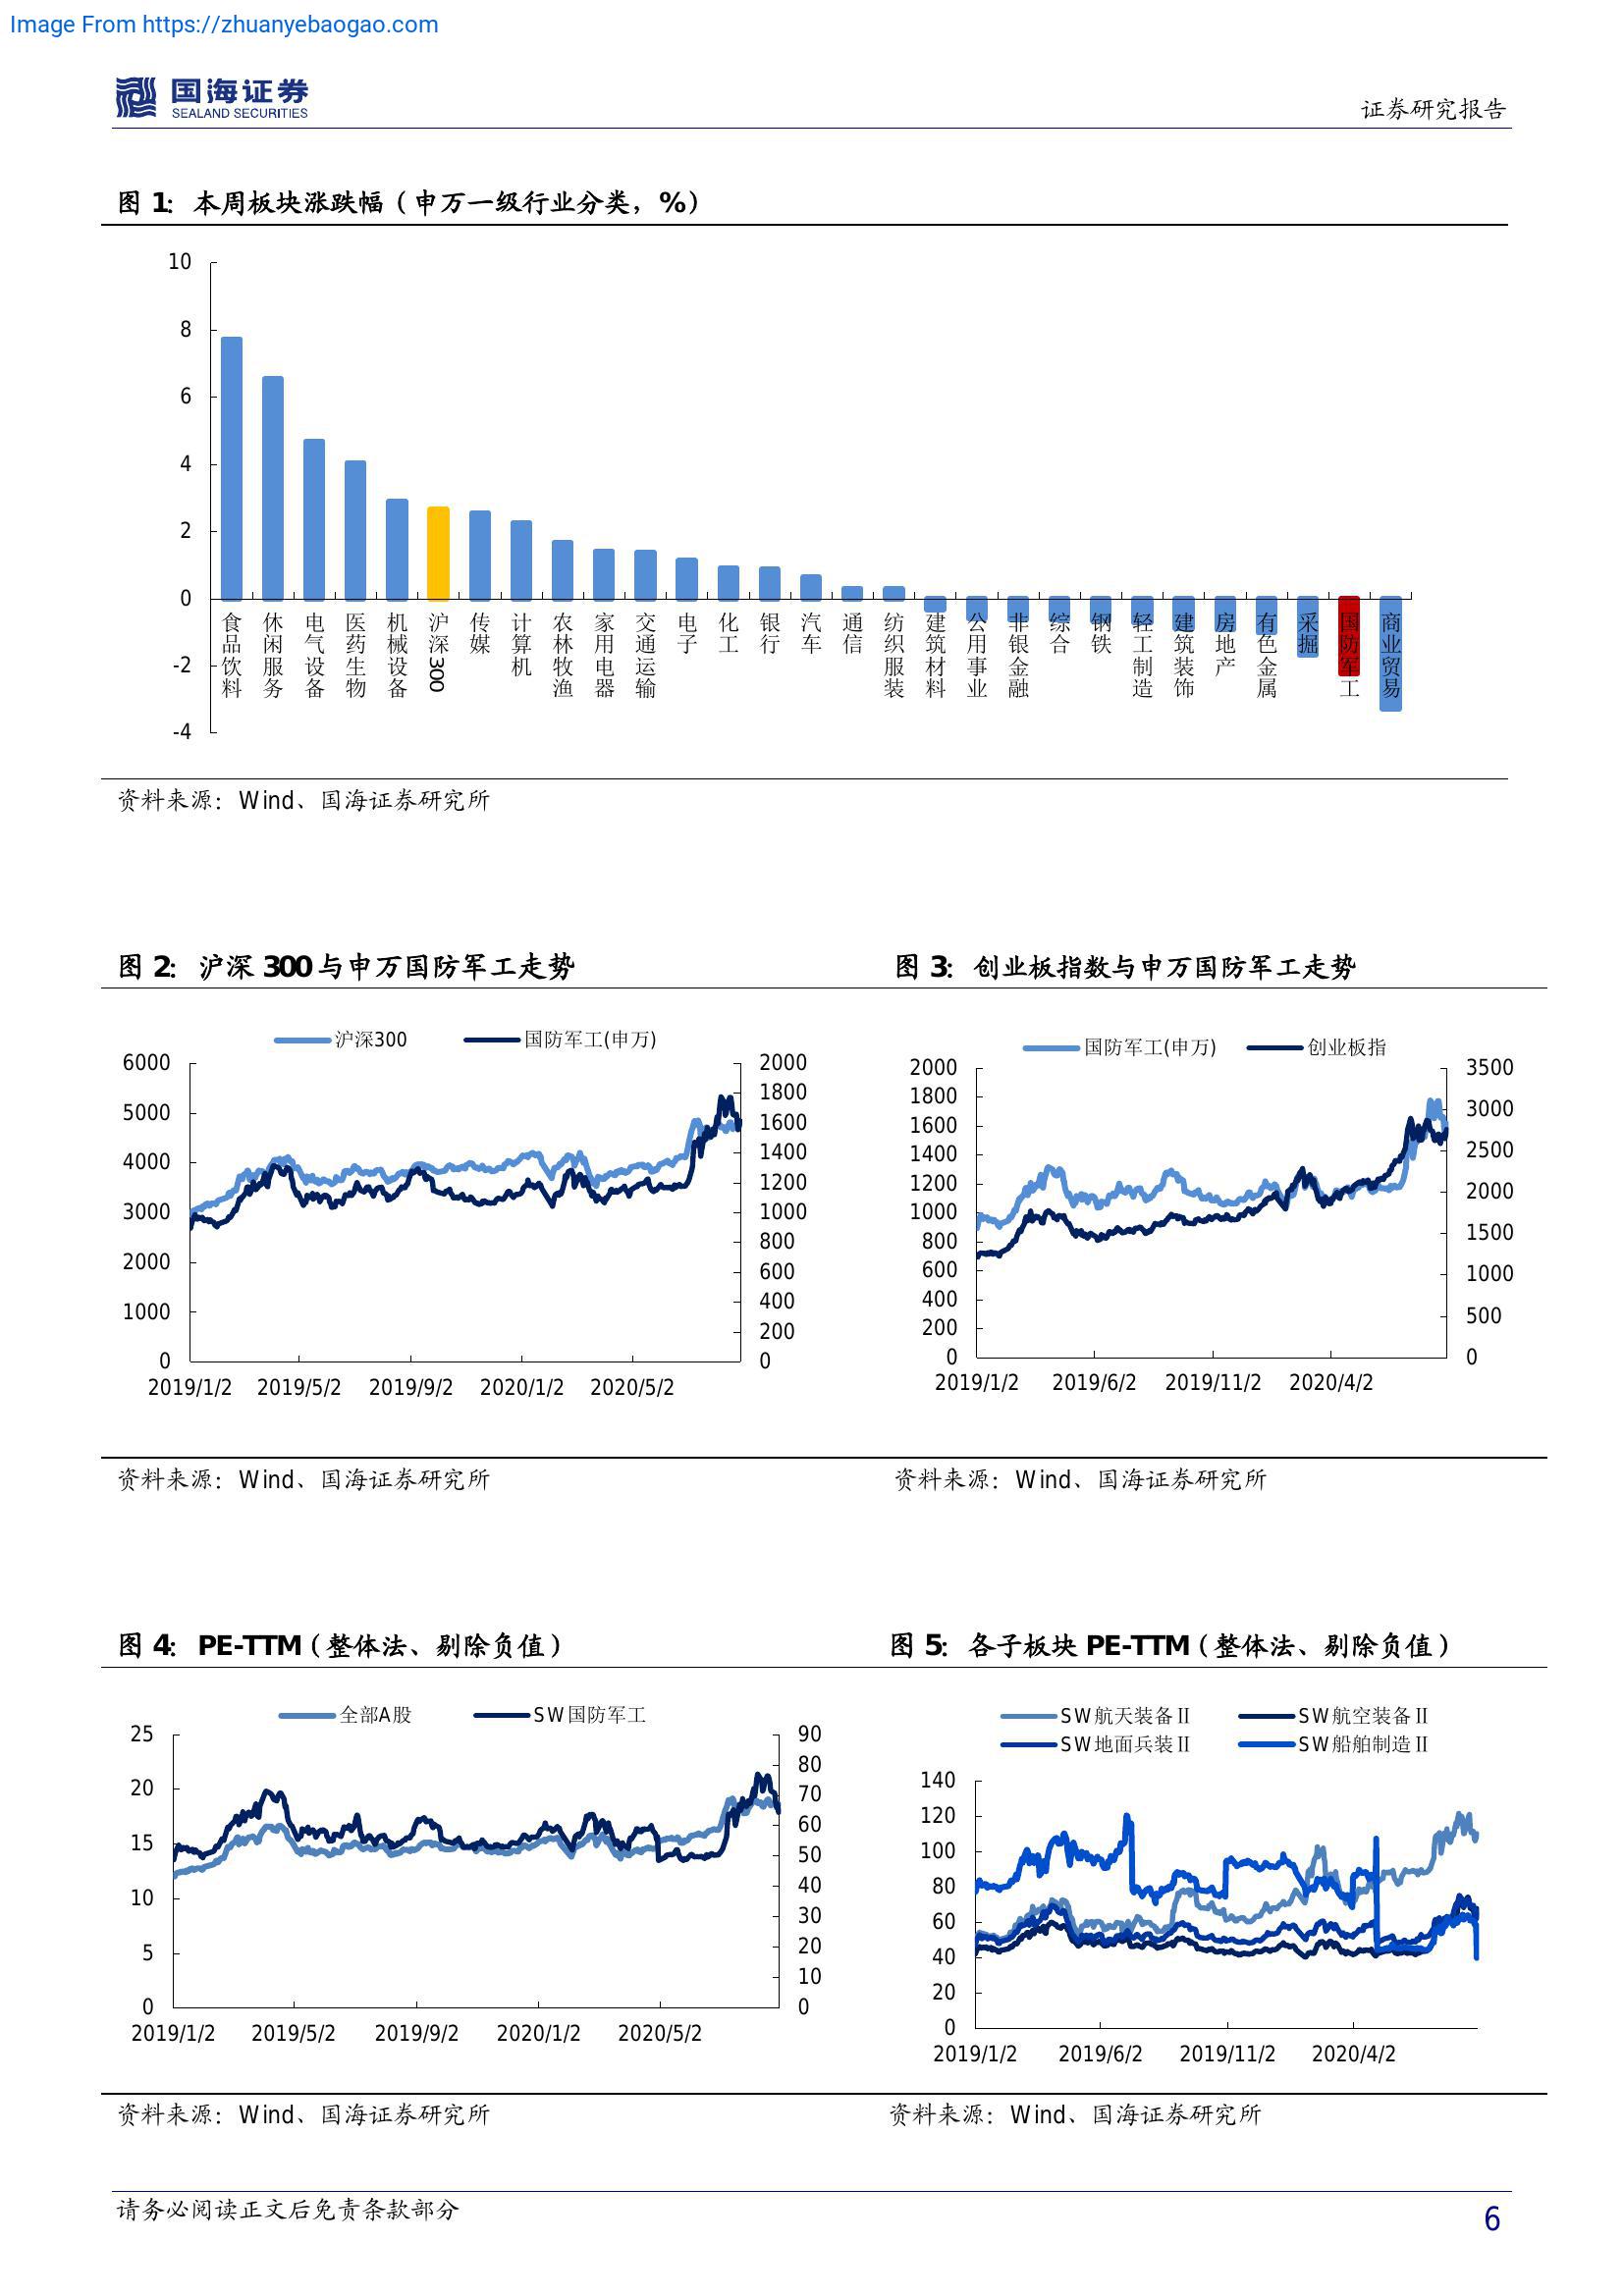 Image From https://zhuanyebaogao.com
国海证券
SEALAND SECURITIES
证券研究报告
图 1：本周板块涨跌幅（申万一级行业分类，%）
10
8
6
4
2
0
-2
-4
食品饮料
休闲服务
电气设备
医药生物
机械设备
沪深300
传媒
计算机
农林牧渔
家用电器
交通运输
电子
化工
银行
汽车
通信
纺织服装
建筑材料
公用事业
非银金融
综合
钢铁
轻工制造
建筑装饰
房地产
有色金属
采掘
国防军工
商业贸易
资料来源：Wind、国海证券研究所
图 2：沪深 300 与申万国防军工走势
沪深300 国防军工(申万)
6000
5000
4000
3000
2000
1000
0
2000
1800
1600
1400
1200
1000
800
600
400
200
0
2019/1/2 2019/5/2 2019/9/2 2020/1/2 2020/5/2
资料来源：Wind、国海证券研究所
图 3：创业板指数与申万国防军工走势
国防军工(申万) 创业板指
2000
1800
1600
1400
1200
1000
800
600
400
200
0
3500
3000
2500
2000
1500
1000
500
0
2019/1/2 2019/6/2 2019/11/2 2020/4/2
资料来源：Wind、国海证券研究所
图 4：PE-TTM（整体法、剔除负值）
全部A股 SW国防军工
25
20
15
10
5
0
90
80
70
60
50
40
30
20
10
0
2019/1/2 2019/5/2 2019/9/2 2020/1/2 2020/5/2
资料来源：Wind、国海证券研究所
图 5：各子板块 PE-TTM（整体法、剔除负值）
SW航天装备Ⅱ SW航空装备Ⅱ
SW地面兵装Ⅱ SW船舶制造Ⅱ
140
120
100
80
60
40
20
0
2019/1/2 2019/6/2 2019/11/2 2020/4/2
资料来源：Wind、国海证券研究所
请务必阅读正文后免责条款部分
6